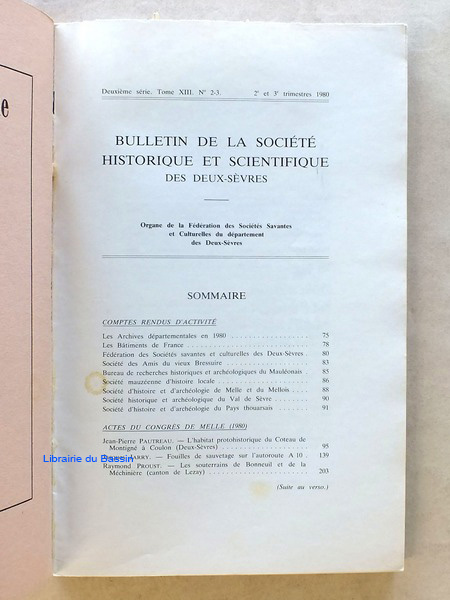 e
Deuxième série. Tome XIII. N° 2-3. 2e et 3e trimestres 1980
BULLETIN DE LA SOCIÉTÉ
HISTORIQUE ET SCIENTIFIQUE
DES DEUX-SÈVRES
Organe de la Fédération des Sociétés Savantes
et Culturelles du département
des Deux-Sèvres
SOMMAIRE
COMPTES RENDUS D'ACTIVITÉ
Les Archives départementales en 1980 75
Les Bâtiments de France 78
Fédération des Sociétés savantes et culturelles des Deux-Sèvres 80
Société des Amis du vieux Bressuire 83
Bureau de recherches historiques et archéologiques du Mauléonais 85
Société mauzéenne d'histoire locale 86
Société d'histoire et d'archéologie de Melle et du Mellois 88
Société historique et archéologique du Val de Sèvre 90
Société d'histoire et d'archéologie du Pays thouarsais 91
ACTES DU CONGRÈS DE MELLE (1980)
Jean-Pierre PAUTREAU. — L'habitat protohistorique du Coteau de
Montigné à Coulon (Deux-Sèvres) 95
JARRY. — Fouilles de sauvetage sur l'autoroute A 10 139
Raymond PROUST. — Les souterrains de Bonneuil et de la
Méchinière (canton de Lezay) 203
(Suite au verso.)
Librairie du Bassin